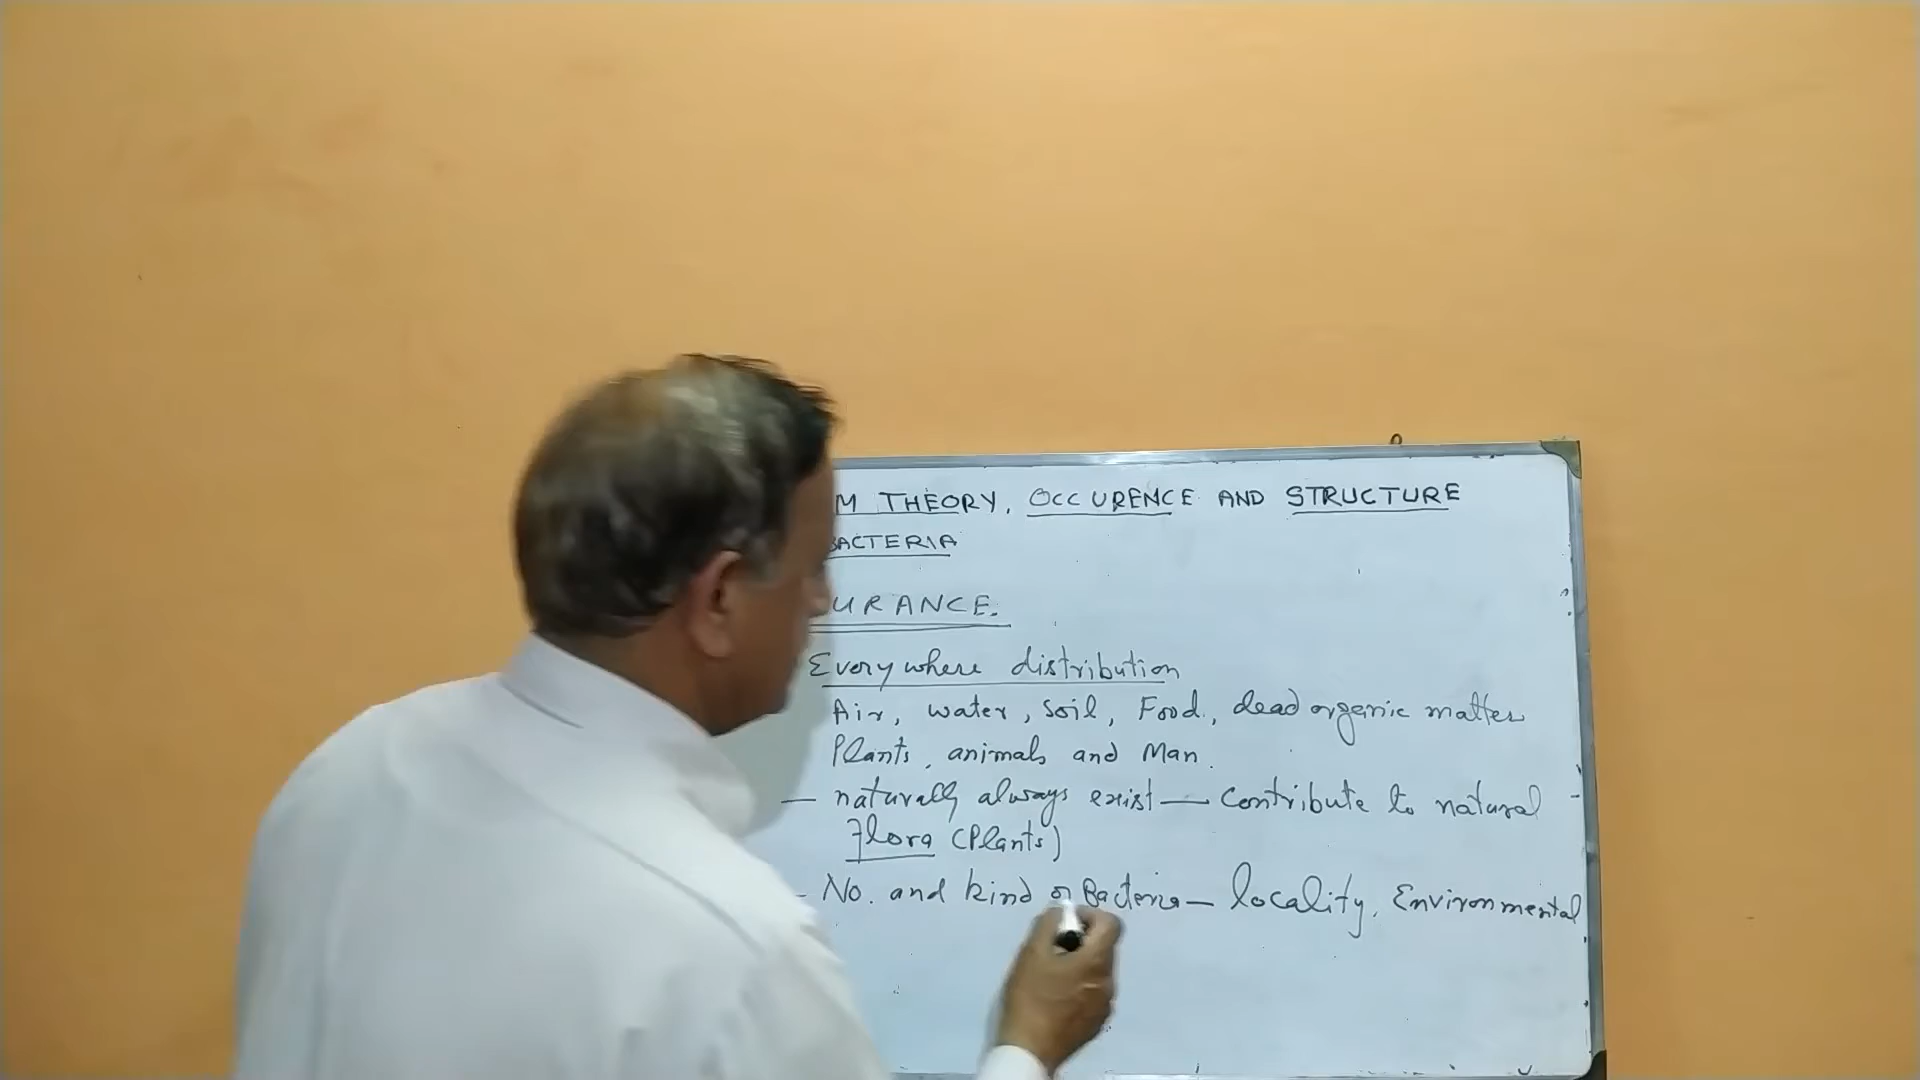 M THEORY, OCCURENCE AND STRUCTURE
BACTERIA
URANCE.
Everywhere distribution
Air, water, Soil, Food, dead organic matter
Plants, animals and Man.
— naturally always exist — Contribute to natural
Flora (Plants)
- No. and kind of Bacteria — locality, Environmental